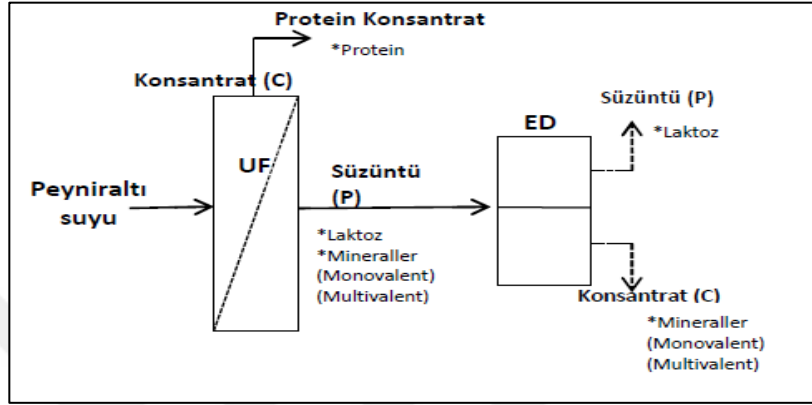 Protein Konsantrat
*Protein
Konsantrat (C)
UF
Peyniraltı
suyu
Süzüntü
(P)
*Laktoz
*Mineraller
(Monovalent)
(Multivalent)
ED
Süzüntü (P)
*Laktoz
Konsantrat (C)
*Mineraller
(Monovalent)
(Multivalent)